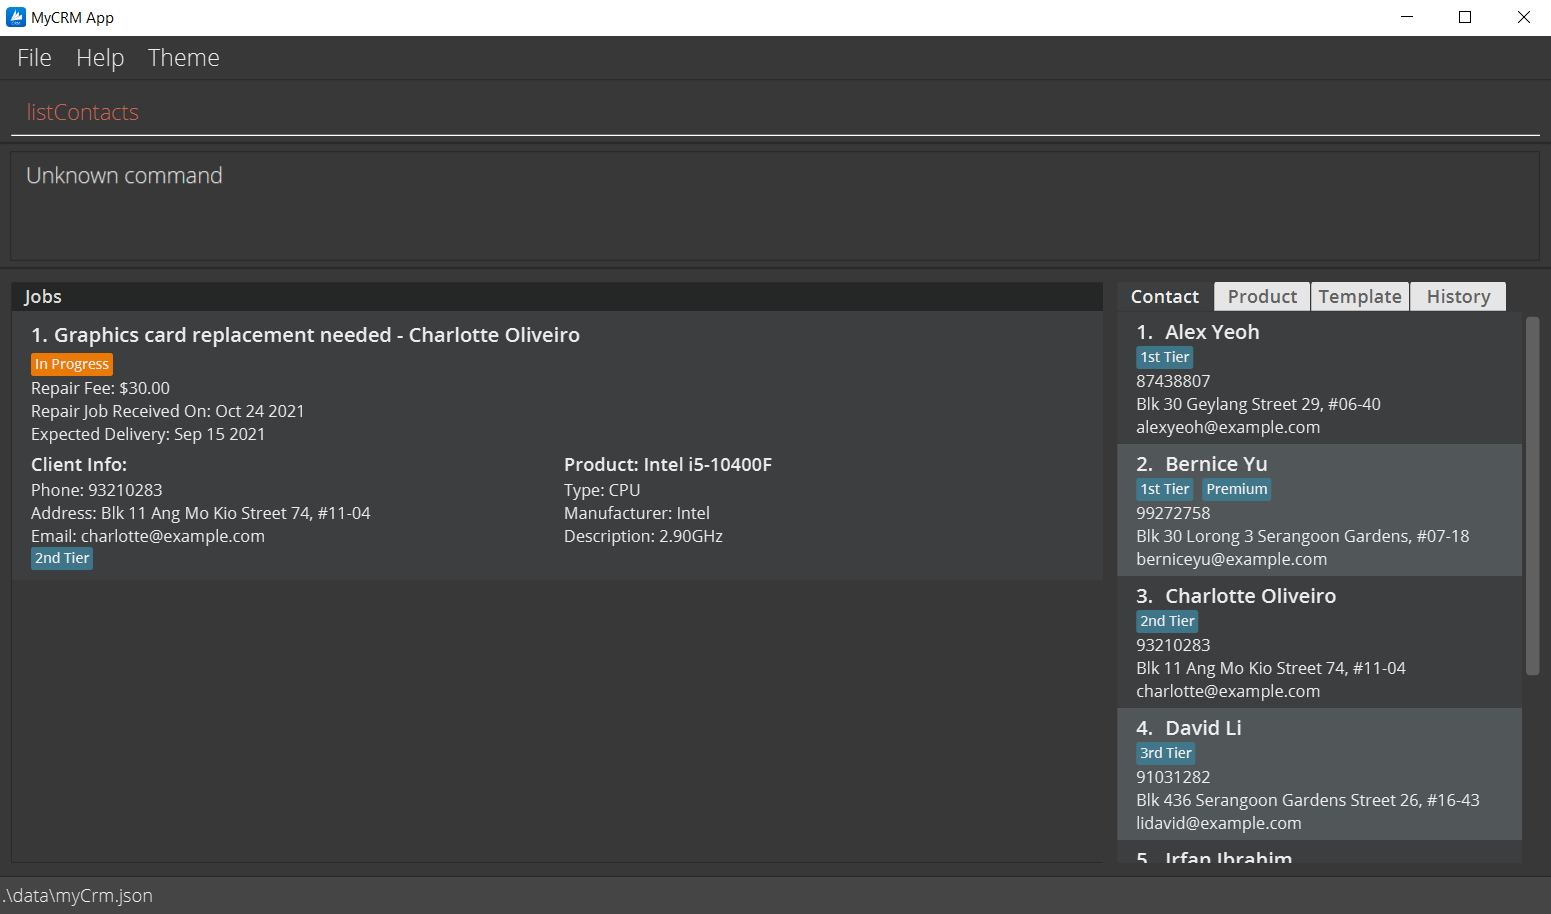 MyCRM App
File Help Theme
listContacts
Unknown command
Jobs
1. Graphics card replacement needed - Charlotte Oliveiro
In Progress
Repair Fee: $30.00
Repair Job Received On: Oct 24 2021
Expected Delivery: Sep 15 2021
Client Info:
Phone: 93210283
Address: Blk 11 Ang Mo Kio Street 74, #11-04
Email: charlotte@example.com
2nd Tier
Product: Intel i5-10400F
Type: CPU
Manufacturer: Intel
Description: 2.90GHz
Contact Product Template History
1. Alex Yeoh
1st Tier
87438807
Blk 30 Geylang Street 29, #06-40
alexyeoh@example.com
2. Bernice Yu
1st Tier Premium
99272758
Blk 30 Lorong 3 Serangoon Gardens, #07-18
berniceyu@example.com
3. Charlotte Oliveiro
2nd Tier
93210283
Blk 11 Ang Mo Kio Street 74, #11-04
charlotte@example.com
4. David Li
3rd Tier
91031282
Blk 436 Serangoon Gardens Street 26, #16-43
lidavid@example.com
5. Irfan Ibrahim
.\data\myCrm.json